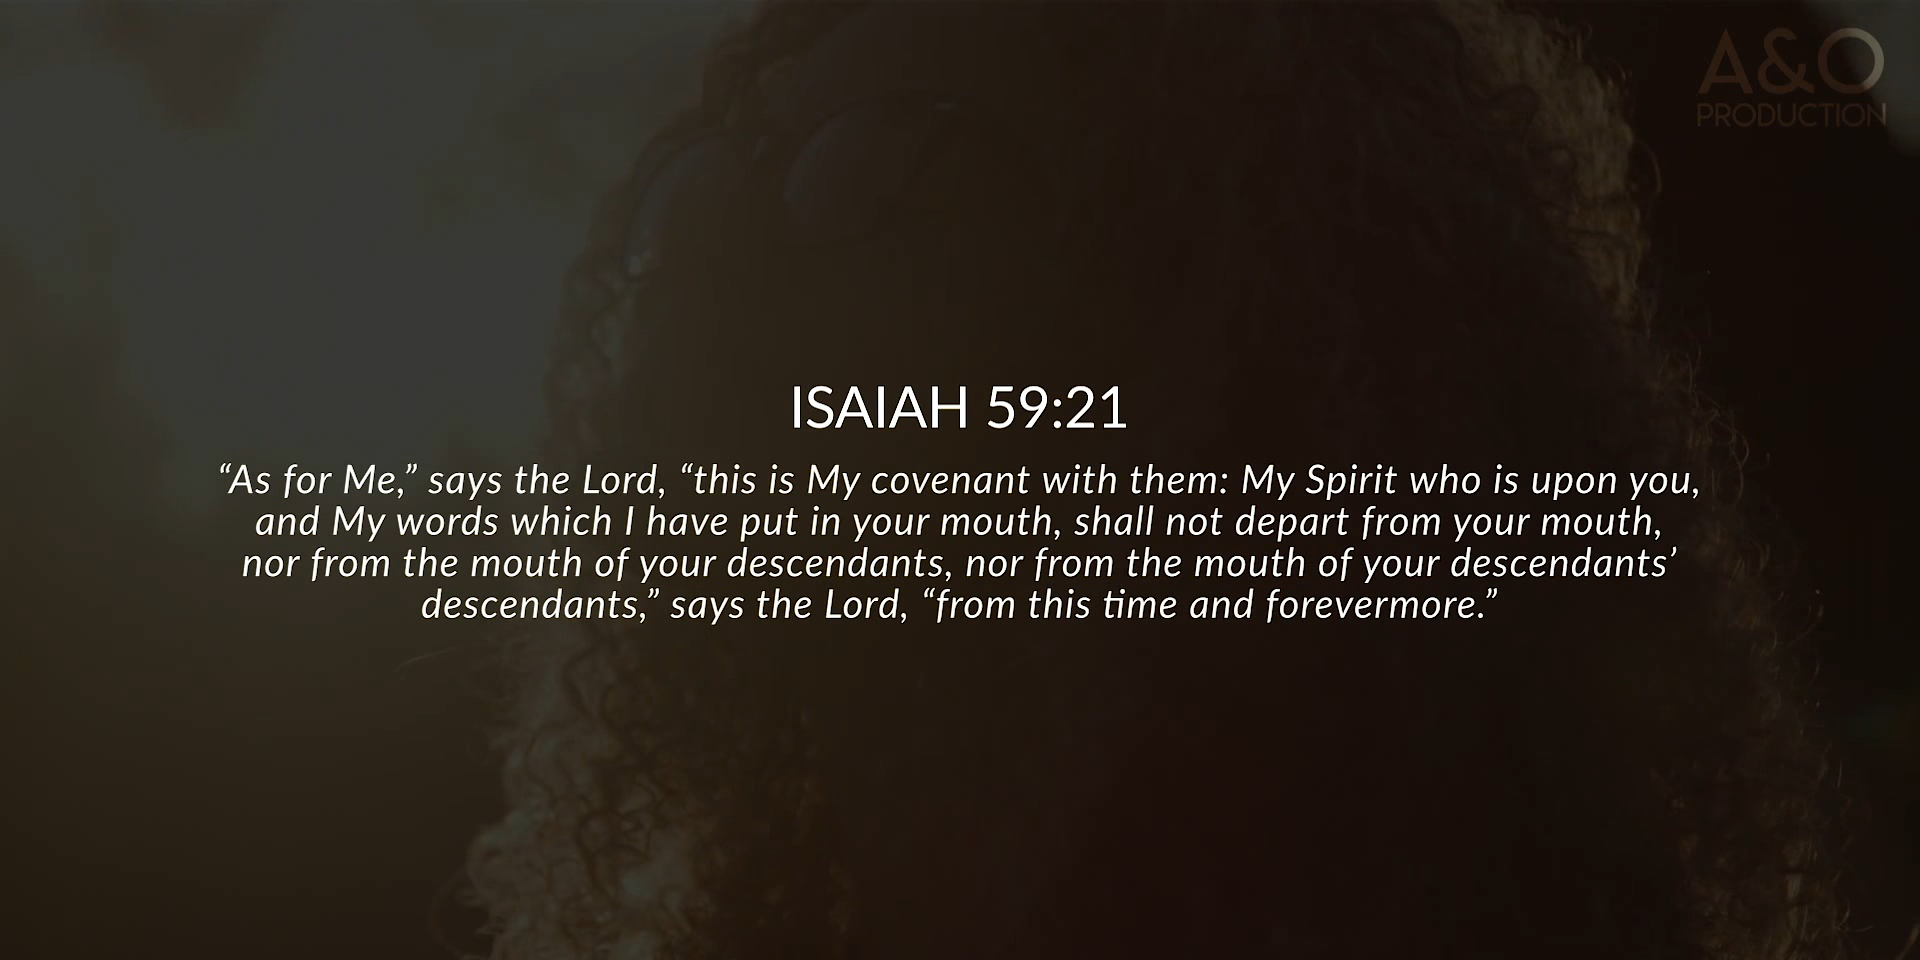 A&O
PRODUCTION
ISAIAH 59:21
“As for Me,” says the Lord, “this is My covenant with them: My Spirit who is upon you,
and My words which I have put in your mouth, shall not depart from your mouth,
nor from the mouth of your descendants, nor from the mouth of your descendants’
descendants,” says the Lord, “from this time and forevermore.”